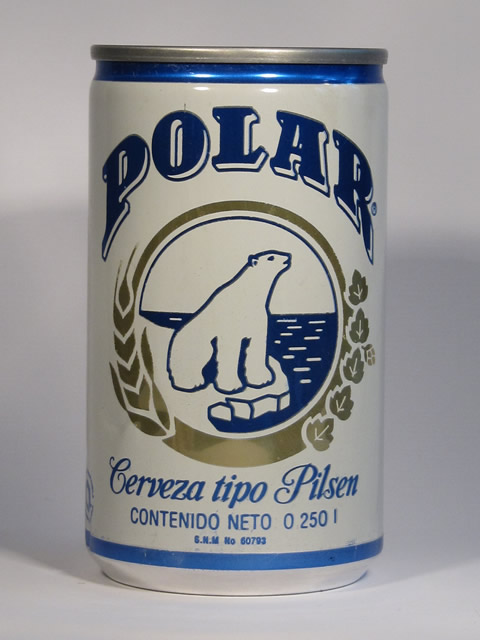 POLAR®
Cerveza tipo Pilsen
CONTENIDO NETO 0 250 l
S.N.M No 60793